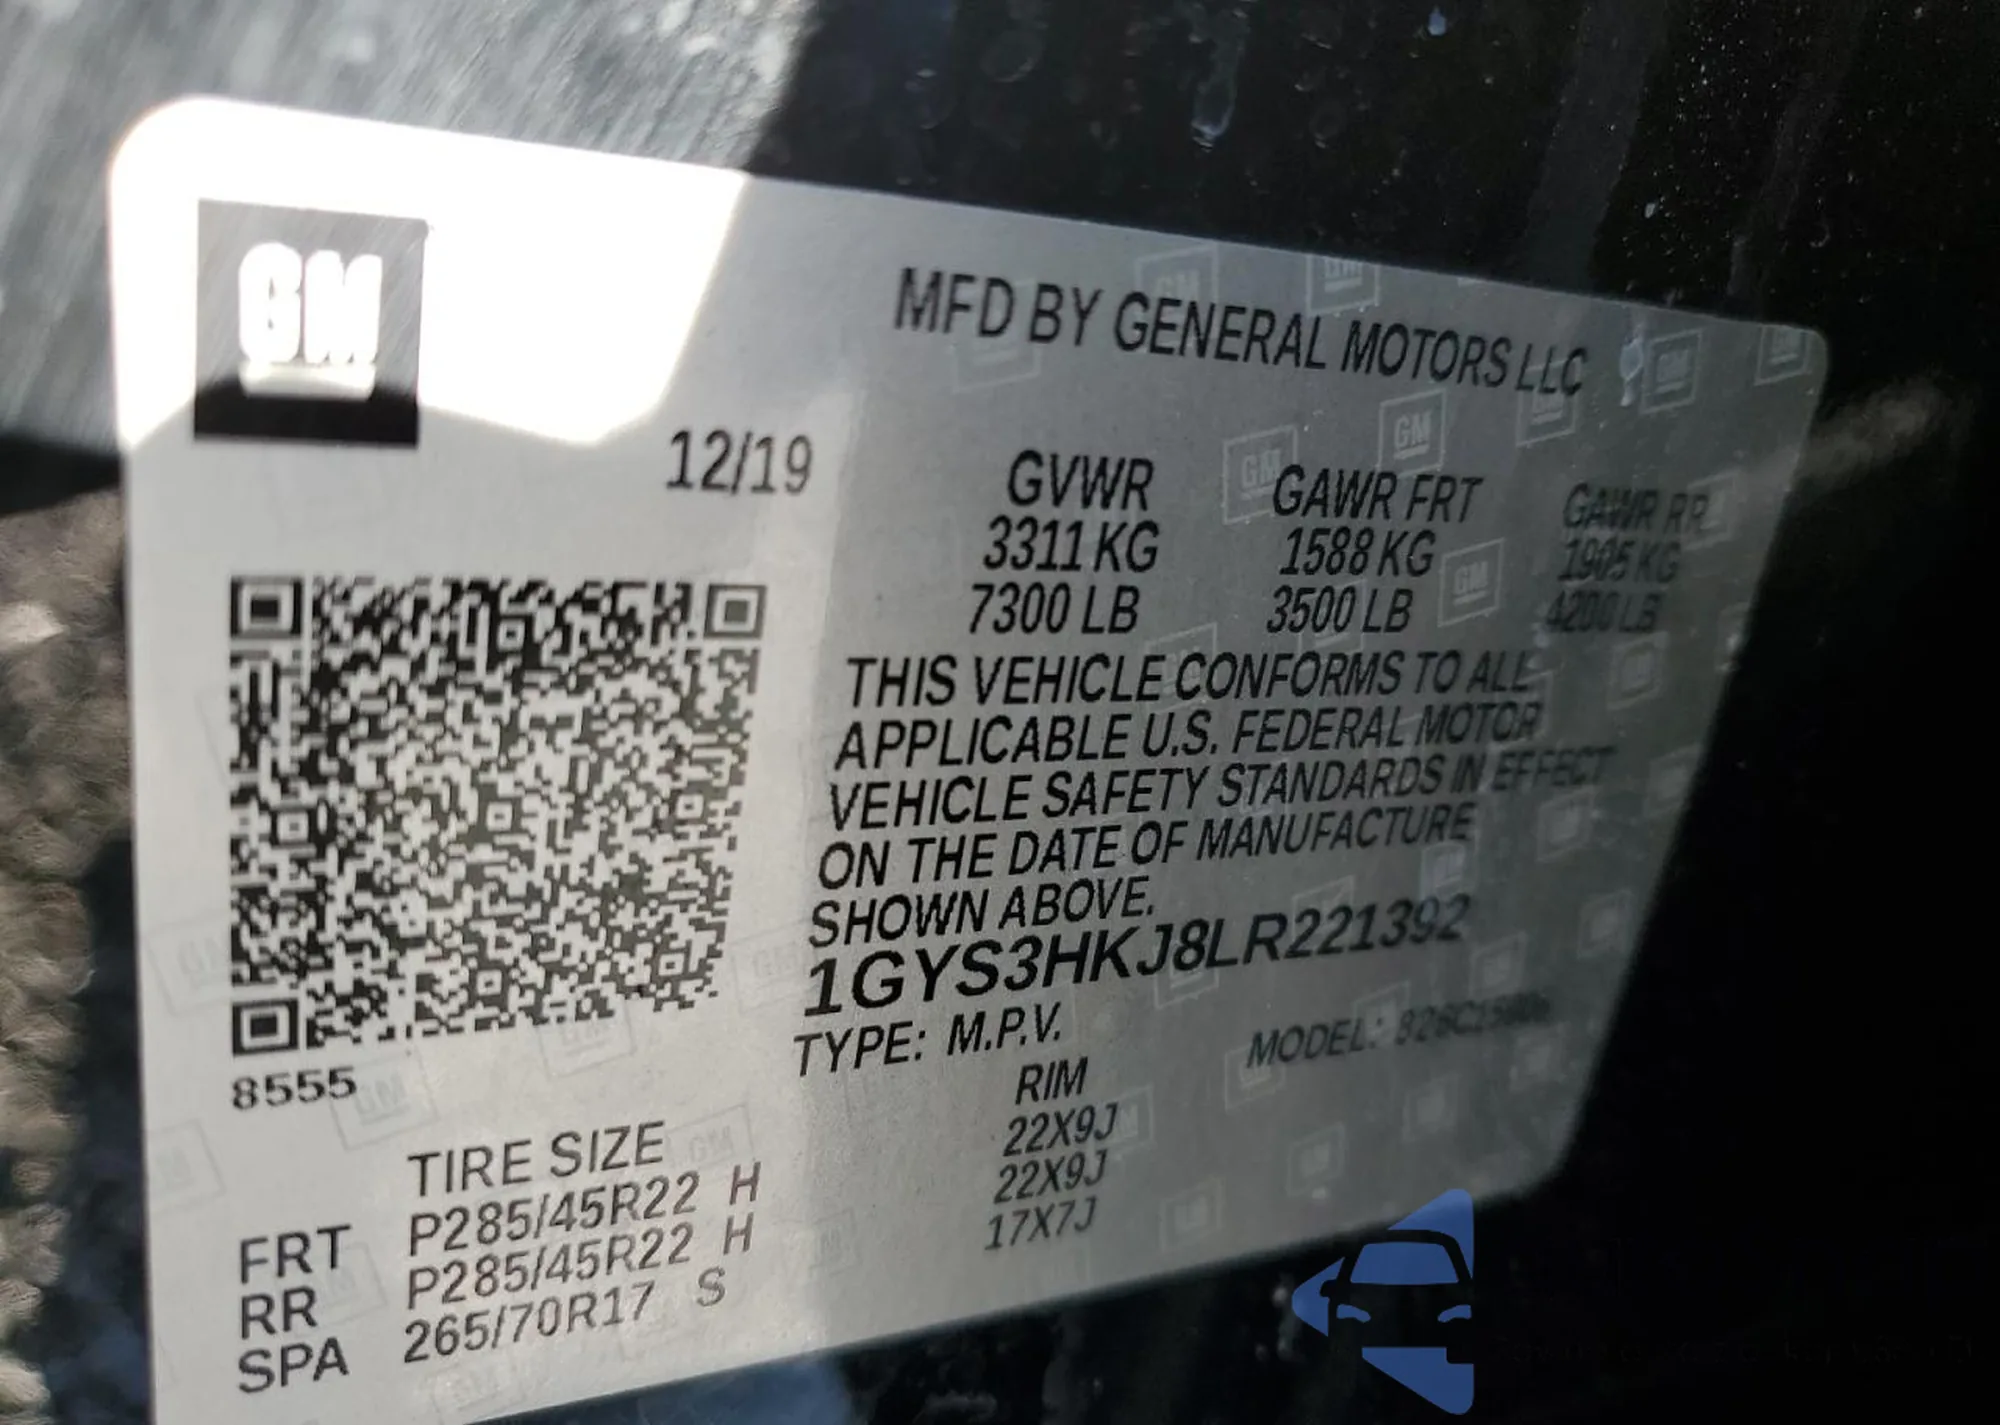 GM
MFD BY GENERAL MOTORS LLC
12/19
GVWR GAWR FRT GAWR RR
3311 KG 1588 KG 1905 KG
7300 LB 3500 LB 4200 LB
THIS VEHICLE CONFORMS TO ALL
APPLICABLE U.S. FEDERAL MOTOR
VEHICLE SAFETY STANDARDS IN EFFECT
ON THE DATE OF MANUFACTURE
SHOWN ABOVE.
1GYS3HKJ8LR221392
TYPE: M.P.V. MODEL:
8555
TIRE SIZE RIM
FRT P285/45R22 H 22X9J
RR P285/45R22 H 22X9J
SPA 265/70R17 S 17X7J